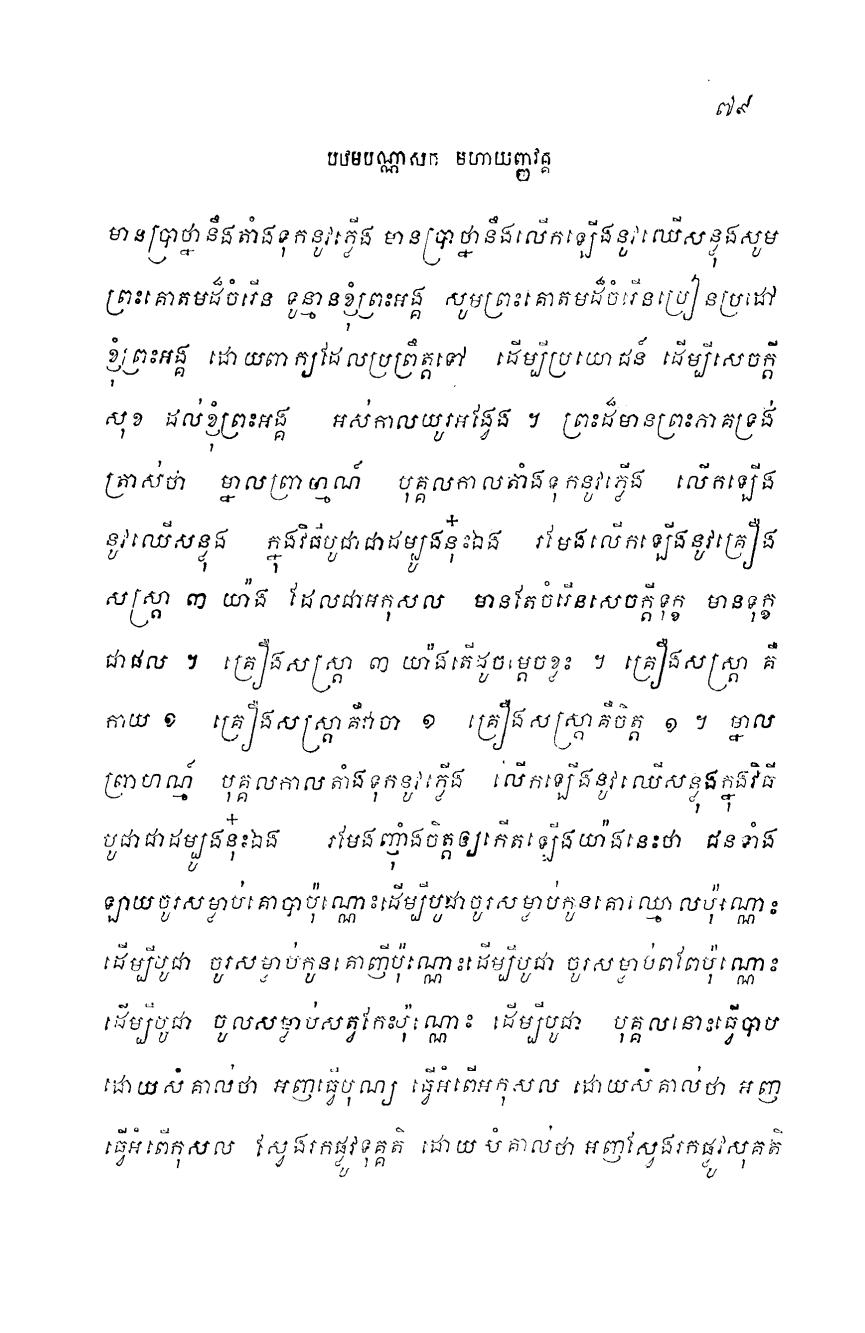 ៧៩
បឋមបណ្ណាសក មហាយញ្ញវគ្គ
មានប្រាថ្នានឹងតាំងទុកនូវភ្លើង មានប្រាថ្នានឹងលើកឡើងនូវឈើសន្ទុងសូម
ព្រះគោតមដ៏ចំរើន ទូន្មានខ្ញុំព្រះអង្គ សូមព្រះគោតមដ៏ចំរើនប្រៀនប្រដៅ
ខ្ញុំព្រះអង្គ ដោយពាក្យដែលប្រព្រឹត្តទៅ ដើម្បីប្រយោជន៍ ដើម្បីសេចក្តី
សុខ ដល់ខ្ញុំព្រះអង្គ អស់កាលយូរអង្វែង ។ ព្រះដ៏មានព្រះភាគទ្រង់
ត្រាស់ថា ម្នាលព្រាហ្មណ៍ បុគ្គលកាលតាំងទុកនូវភ្លើង លើកឡើង
នូវឈើសន្ទុង ក្នុងវិធីបូជាជាដម្បូងនុ៎ះឯង រមែងលើកឡើងនូវគ្រឿង
សស្ត្រា ៣ យ៉ាង ដែលជាអកុសល មានតែចំរើនសេចក្តីទុក្ខ មានទុក្ខ
ជាផល ។ គ្រឿងសស្ត្រា ៣ យ៉ាងតើដូចម្តេចខ្លះ ។ គ្រឿងសស្ត្រា គឺ
កាយ ១ គ្រឿងសស្ត្រាគឺវាចា ១ គ្រឿងសស្ត្រាគឺចិត្ត ១ ។ ម្នាល
ព្រាហណ្ម៍ បុគ្គលកាលតាំងទុកនូវភ្លើង លើកឡើងនូវឈើសន្ទុងក្នុងវិធី
បូជាជាដម្បូងនុ៎ះឯង រមែងញ៉ាំងចិត្តឲ្យកើតឡើងយ៉ាងនេះថា ជនទាំង
ឡាយចូរសម្លាប់គោបាប៉ុណ្ណោះដើម្បីបូជាចូរសម្លាប់កូនគោឈ្មោលប៉ុណ្ណោះ
ដើម្បីបូជា ចូរសម្លាប់កូនគោញីប៉ុណ្ណោះដើម្បីបូជា ចូរសម្លាប់ពពែប៉ុណ្ណោះ
ដើម្បីបូជា ចូលសម្លាប់សត្វកែះប៉ុណ្ណោះ ដើម្បីបូជា បុគ្គលនោះធ្វើបាប
ដោយសំគាល់ថា អញធ្វើបុណ្យ ធ្វើអំពើអកុសល ដោយសំគាល់ថា អញ
ធ្វើអំពើកុសល ស្វែងរកផ្លូវទុគ្គតិ ដោយសំគាល់ថា អញស្វែងរកផ្លូវសុគតិ